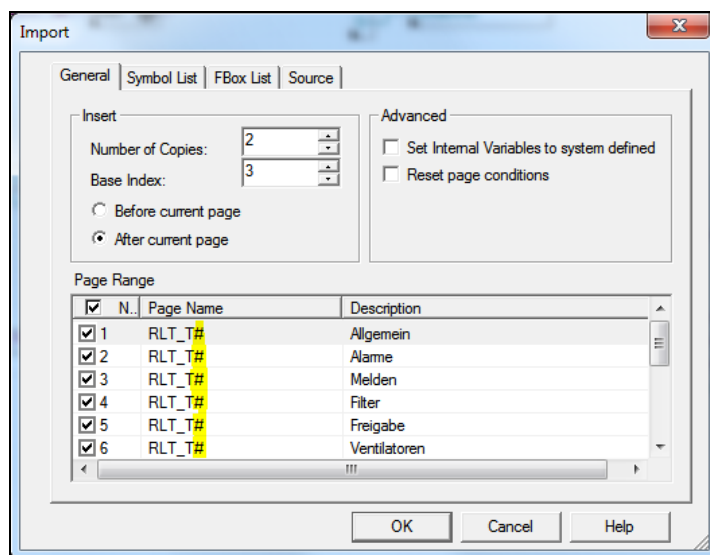 Import
General Symbol List FBox List Source
Insert
Number of Copies: 2
Base Index: 3
Before current page
After current page
Advanced
Set Internal Variables to system defined
Reset page conditions
Page Range
N.. Page Name Description
1 RLT_T# Allgemein
2 RLT_T# Alarme
3 RLT_T# Melden
4 RLT_T# Filter
5 RLT_T# Freigabe
6 RLT_T# Ventilatoren
OK Cancel Help